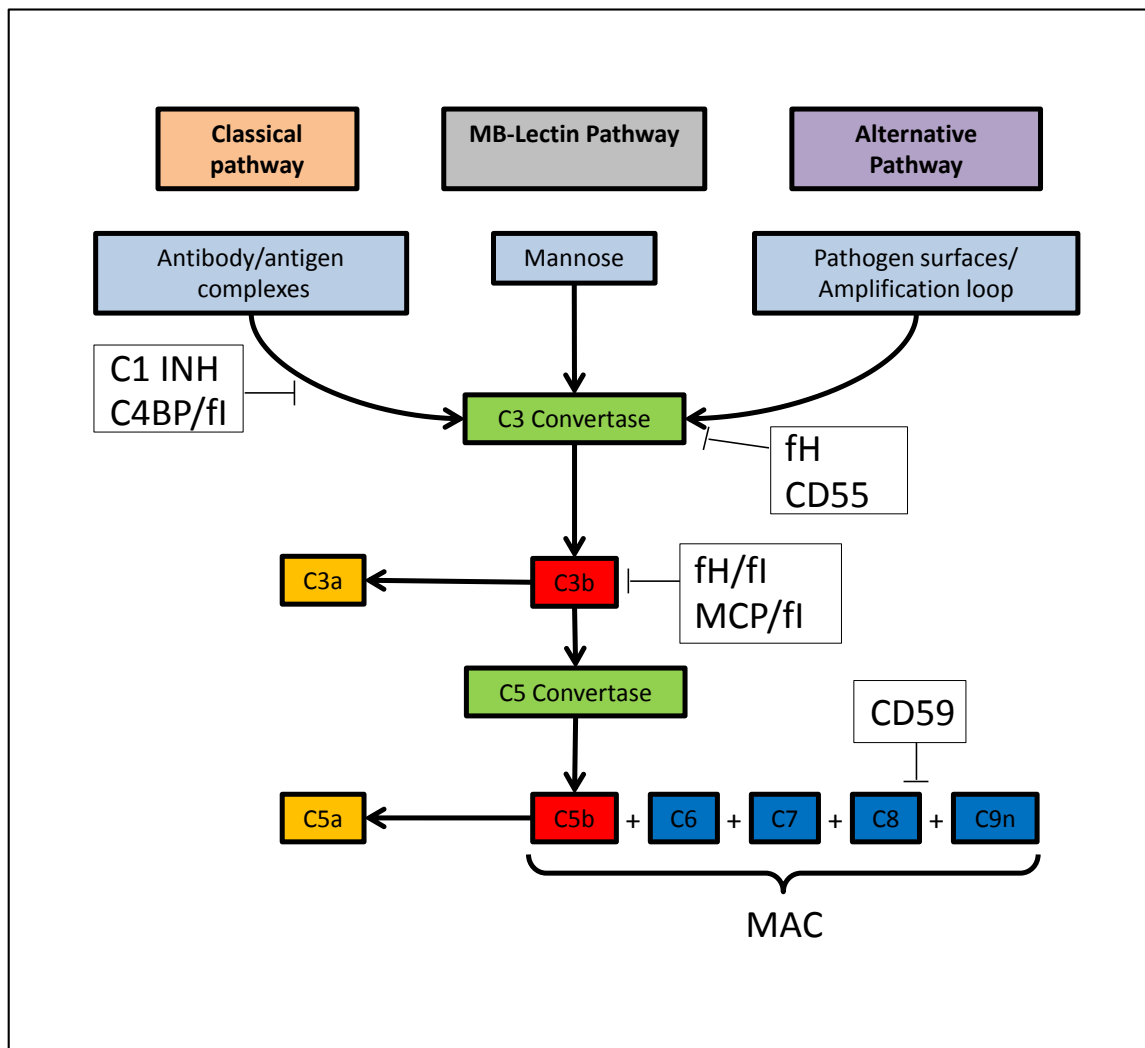 Classical
pathway
MB-Lectin Pathway
Alternative
Pathway
Antibody/antigen
complexes
Mannose
Pathogen surfaces/
Amplification loop
C1 INH
C4BP/fI
C3 Convertase
fH
CD55
C3a
C3b
fH/fI
MCP/fI
C5 Convertase
CD59
C5a
C5b + C6 + C7 + C8 + C9n
MAC